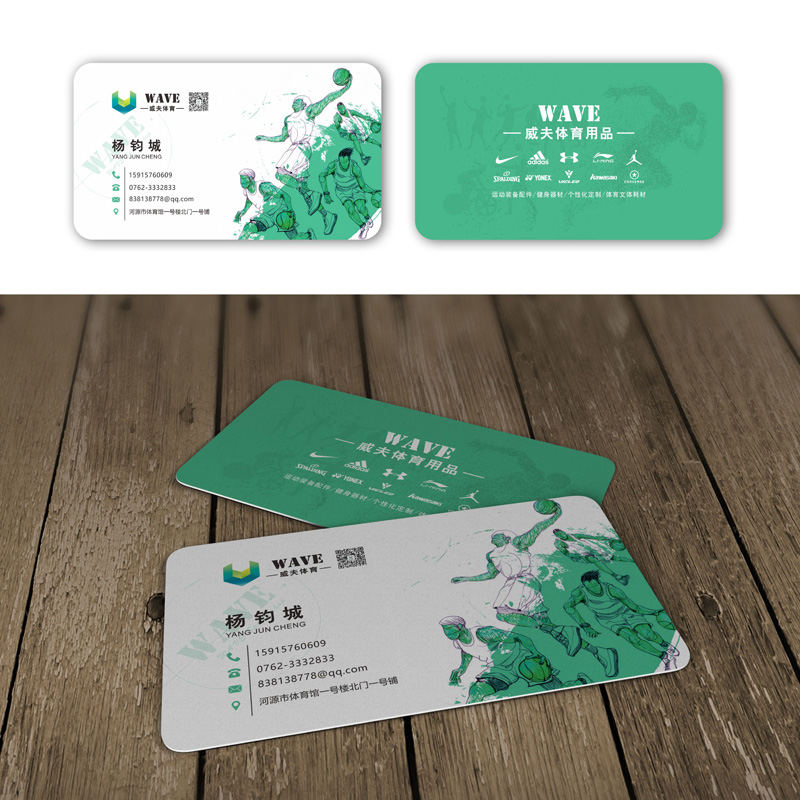 WAVE
威夫体育
WAVE
杨钧城
YANG JUN CHENG
15915760609
0762-3332833
838138778@qq.com
河源市体育馆一号楼北门一号铺
WAVE
威夫体育用品
adidas
LI-NING
SPALDING
YONEX
kawasaki
CONVERSE
运动装备配件/健身器材/个性化定制/体育文体耗材
WAVE
威夫体育用品
adidas
LI-NING
SPALDING
YONEX
kawasaki
运动装备配件/健身器材/个性化定制/
WAVE
威夫体育
WAVE
杨钧城
YANG JUN CHENG
15915760609
0762-3332833
838138778@qq.com
河源市体育馆一号楼北门一号铺